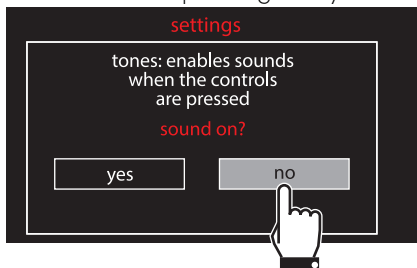 settings
tones: enables sounds
when the controls
are pressed
sound on?
yes
no